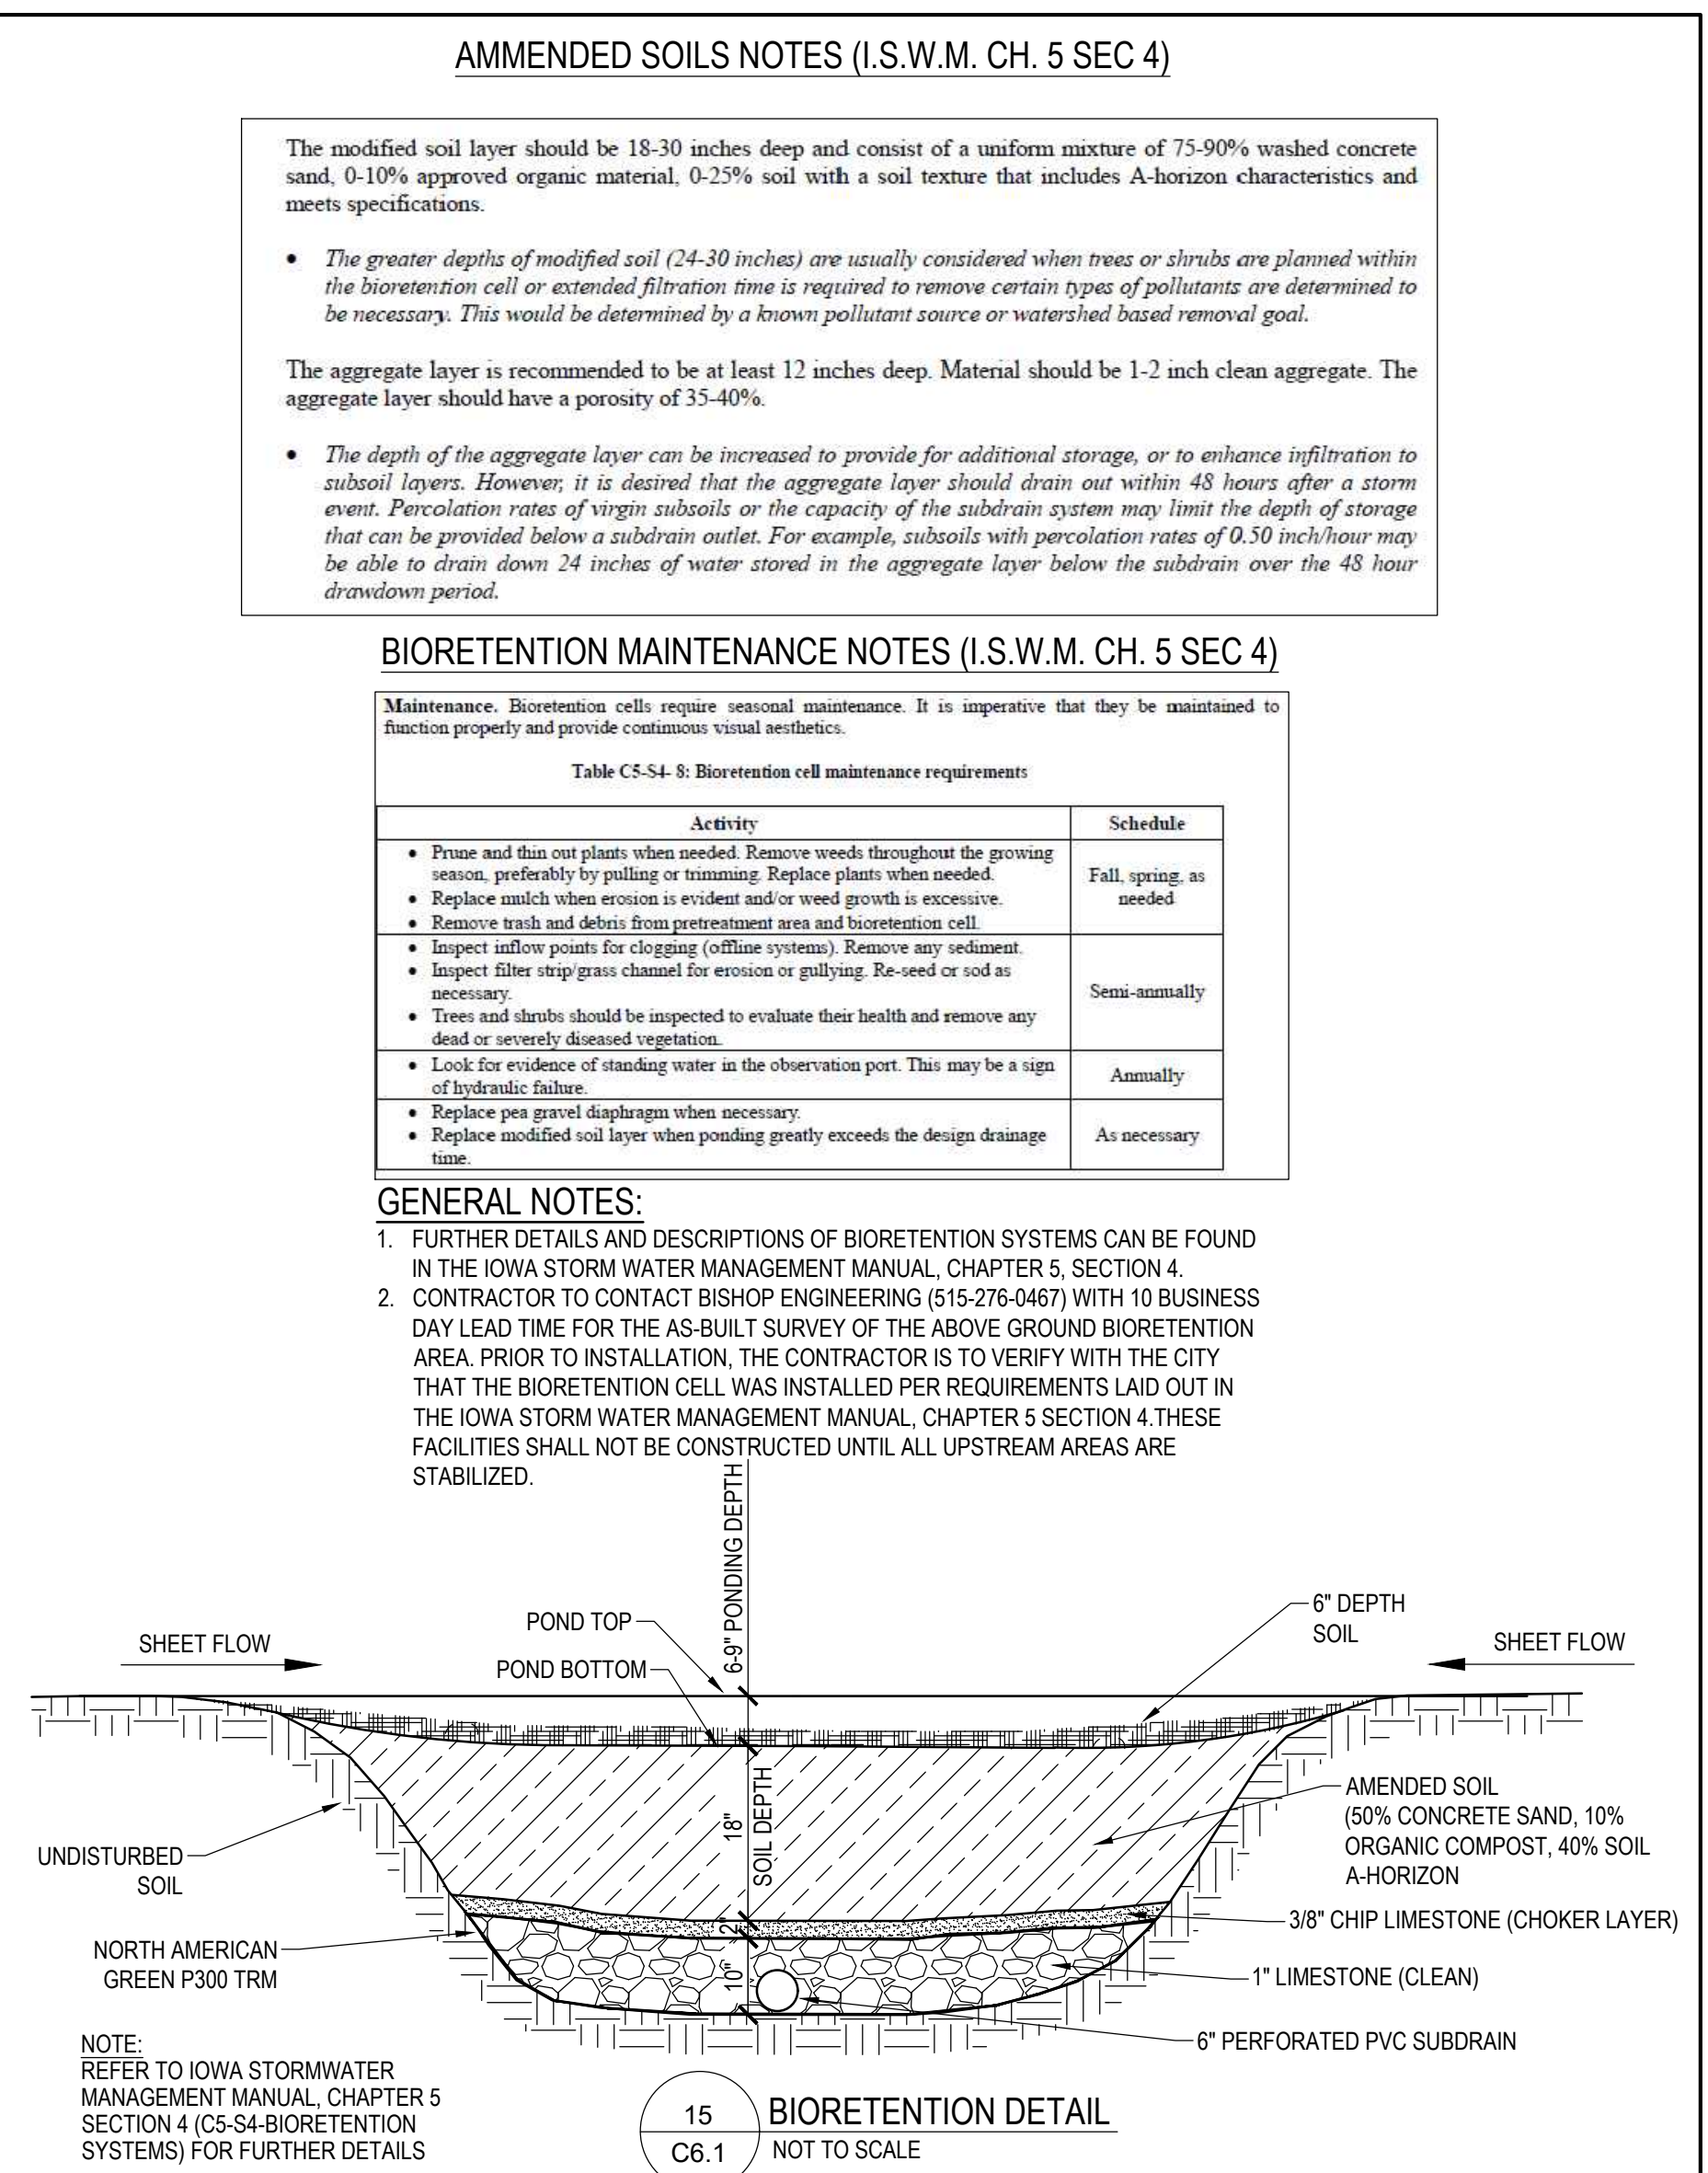 AMMENDED SOILS NOTES (I.S.W.M. CH. 5 SEC 4)
The modified soil layer should be 18-30 inches deep and consist of a uniform mixture of 75-90% washed concrete
sand, 0-10% approved organic material, 0-25% soil with a soil texture that includes A-horizon characteristics and
meets specifications.
• The greater depths of modified soil (24-30 inches) are usually considered when trees or shrubs are planned within
the bioretention cell or extended filtration time is required to remove certain types of pollutants are determined to
be necessary. This would be determined by a known pollutant source or watershed based removal goal.
The aggregate layer is recommended to be at least 12 inches deep. Material should be 1-2 inch clean aggregate. The
aggregate layer should have a porosity of 35-40%.
• The depth of the aggregate layer can be increased to provide for additional storage, or to enhance infiltration to
subsoil layers. However, it is desired that the aggregate layer should drain out within 48 hours after a storm
event. Percolation rates of virgin subsoils or the capacity of the subdrain system may limit the depth of storage
that can be provided below a subdrain outlet. For example, subsoils with percolation rates of 0.50 inch/hour may
be able to drain down 24 inches of water stored in the aggregate layer below the subdrain over the 48 hour
drawdown period.
BIORETENTION MAINTENANCE NOTES (I.S.W.M. CH. 5 SEC 4)
Maintenance. Bioretention cells require seasonal maintenance. It is imperative that they be maintained to
function properly and provide continuous visual aesthetics.
Table C5-S4- 8: Bioretention cell maintenance requirements
Activity Schedule
• Prune and thin out plants when needed. Remove weeds throughout the growing
season, preferably by pulling or trimming. Replace plants when needed.
• Replace mulch when erosion is evident and/or weed growth is excessive.
• Remove trash and debris from pretreatment area and bioretention cell.
Fall, spring, as
needed
• Inspect inflow points for clogging (offline systems). Remove any sediment.
• Inspect filter strip/grass channel for erosion or gullying. Re-seed or sod as
necessary.
• Trees and shrubs should be inspected to evaluate their health and remove any
dead or severely diseased vegetation.
Semi-annually
• Look for evidence of standing water in the observation port. This may be a sign
of hydraulic failure.
Annually
• Replace pea gravel diaphragm when necessary.
• Replace modified soil layer when ponding greatly exceeds the design drainage
time.
As necessary
GENERAL NOTES:
1. FURTHER DETAILS AND DESCRIPTIONS OF BIORETENTION SYSTEMS CAN BE FOUND
IN THE IOWA STORM WATER MANAGEMENT MANUAL, CHAPTER 5, SECTION 4.
2. CONTRACTOR TO CONTACT BISHOP ENGINEERING (515-276-0467) WITH 10 BUSINESS
DAY LEAD TIME FOR THE AS-BUILT SURVEY OF THE ABOVE GROUND BIORETENTION
AREA. PRIOR TO INSTALLATION, THE CONTRACTOR IS TO VERIFY WITH THE CITY
THAT THE BIORETENTION CELL WAS INSTALLED PER REQUIREMENTS LAID OUT IN
THE IOWA STORM WATER MANAGEMENT MANUAL, CHAPTER 5 SECTION 4.THESE
FACILITIES SHALL NOT BE CONSTRUCTED UNTIL ALL UPSTREAM AREAS ARE
STABILIZED.
6-9" PONDING DEPTH
POND TOP
POND BOTTOM
SHEET FLOW
6" DEPTH
SOIL
SHEET FLOW
18"
SOIL DEPTH
2"
10"
UNDISTURBED
SOIL
AMENDED SOIL
(50% CONCRETE SAND, 10%
ORGANIC COMPOST, 40% SOIL
A-HORIZON
3/8" CHIP LIMESTONE (CHOKER LAYER)
NORTH AMERICAN
GREEN P300 TRM
1" LIMESTONE (CLEAN)
6" PERFORATED PVC SUBDRAIN
NOTE:
REFER TO IOWA STORMWATER
MANAGEMENT MANUAL, CHAPTER 5
SECTION 4 (C5-S4-BIORETENTION
SYSTEMS) FOR FURTHER DETAILS
15
C6.1
BIORETENTION DETAIL
NOT TO SCALE